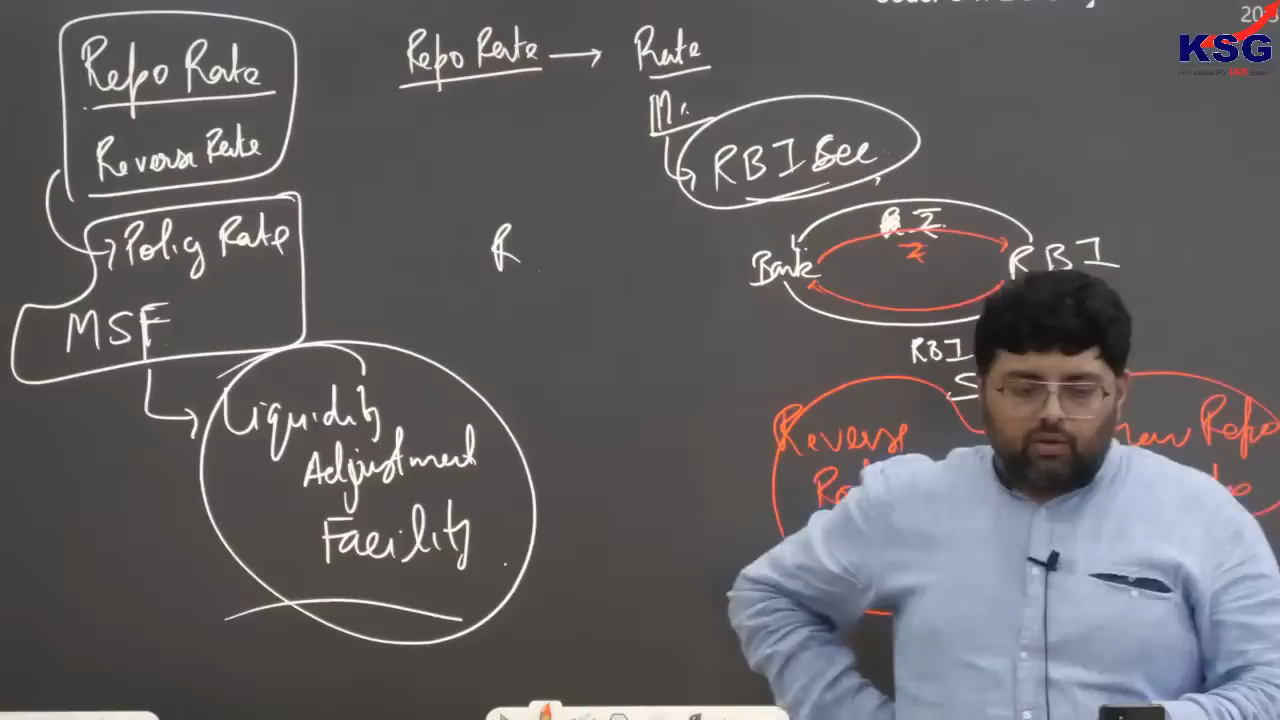 Repo Rate
Reverse Rate
Policy Rate
MSF
Liquidity
Adjustment
Facility
Repo Rate → Rate
RBI Sec
R
Bank
RBI
RBI
Reverse
Repo
KSG